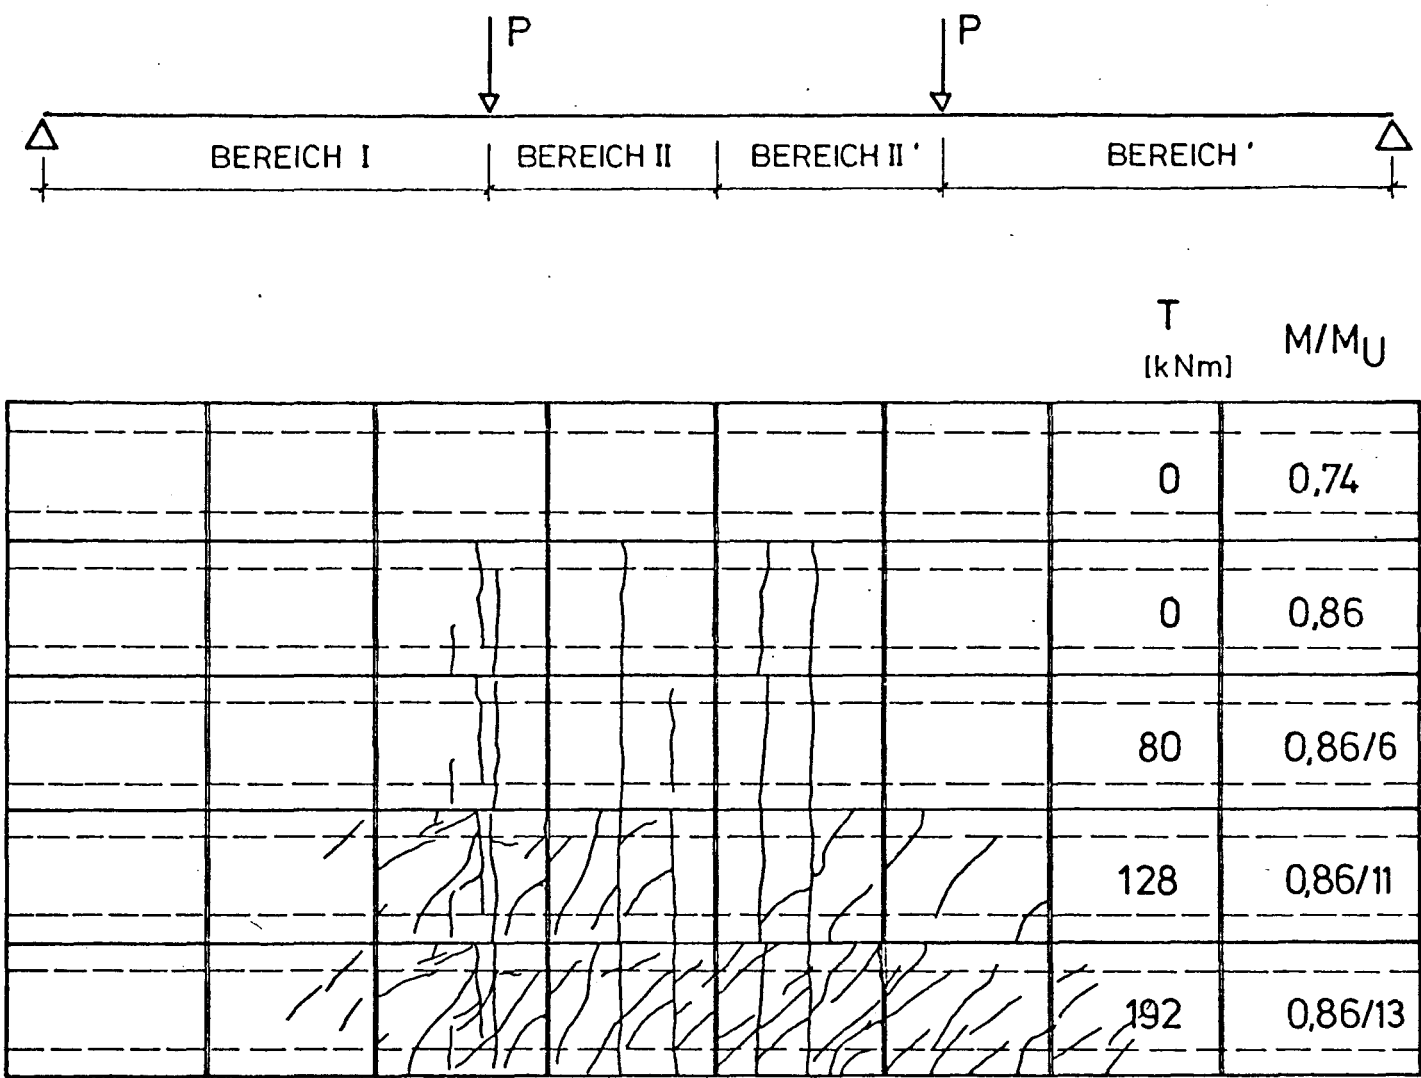 P P
BEREICH I BEREICH II BEREICH II ' BEREICH '
T M/MU
[kNm]
0 0,74
0 0,86
80 0,86/6
128 0,86/11
192 0,86/13